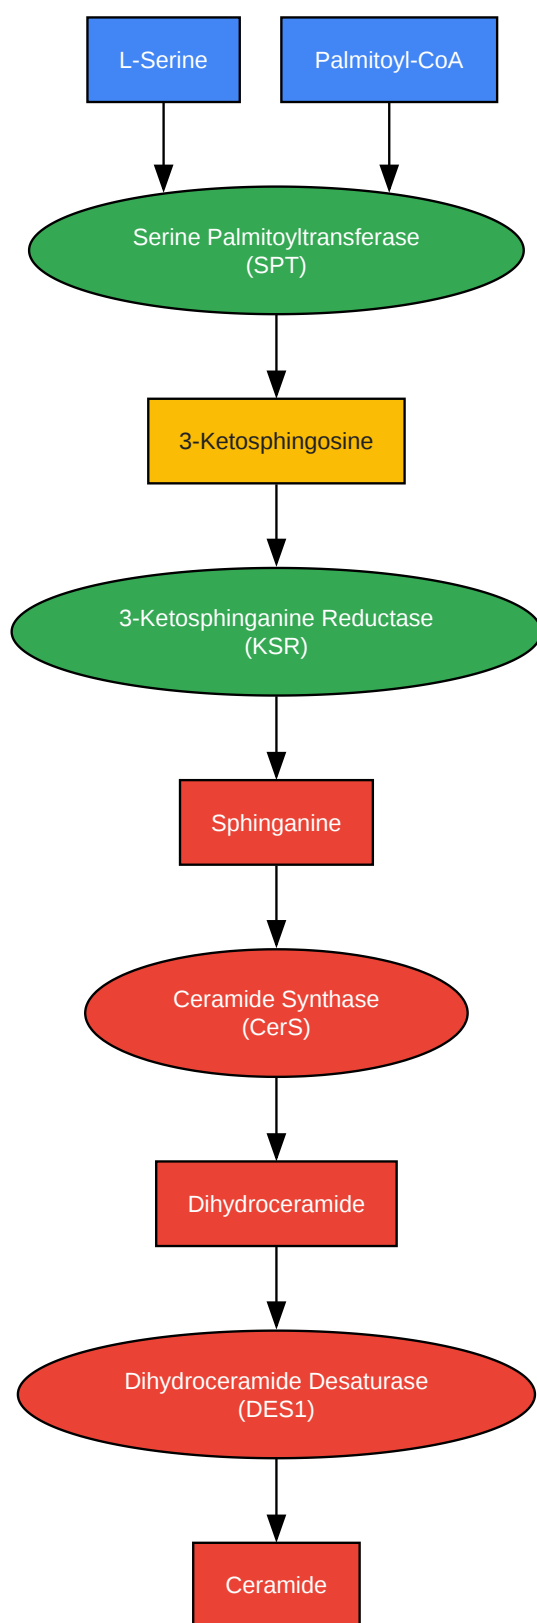 L-Serine
Palmitoyl-CoA
Serine Palmitoyltransferase
(SPT)
3-Ketosphingosine
3-Ketosphinganine Reductase
(KSR)
Sphinganine
Ceramide Synthase
(CerS)
Dihydroceramide
Dihydroceramide Desaturase
(DES1)
Ceramide